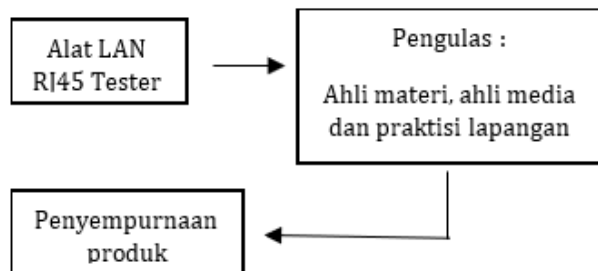 Alat LAN
RJ45 Tester
Pengulas :
Ahli materi, ahli media
dan praktisi lapangan
Penyempurnaan
produk